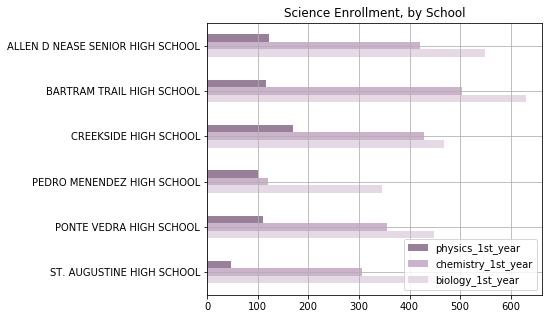 Science Enrollment, by School
ALLEN D NEASE SENIOR HIGH SCHOOL
BARTRAM TRAIL HIGH SCHOOL
CREEKSIDE HIGH SCHOOL
PEDRO MENENDEZ HIGH SCHOOL
PONTE VEDRA HIGH SCHOOL
ST. AUGUSTINE HIGH SCHOOL
physics_1st_year
chemistry_1st_year
biology_1st_year
0 100 200 300 400 500 600